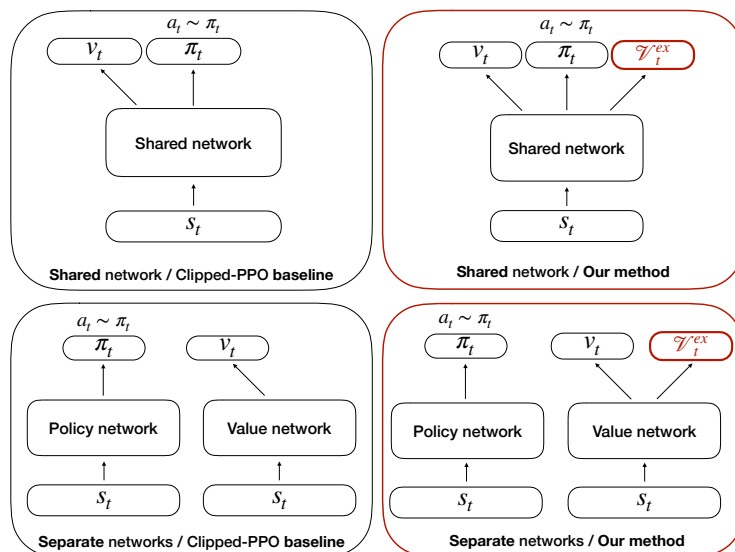 a_t ~ π_t
v_t π_t
Shared network
s_t
Shared network / Clipped-PPO baseline
a_t ~ π_t
v_t π_t 𝒱_t^{ex}
Shared network
s_t
Shared network / Our method
a_t ~ π_t
π_t v_t
Policy network Value network
s_t s_t
Separate networks / Clipped-PPO baseline
a_t ~ π_t
π_t v_t 𝒱_t^{ex}
Policy network Value network
s_t s_t
Separate networks / Our method